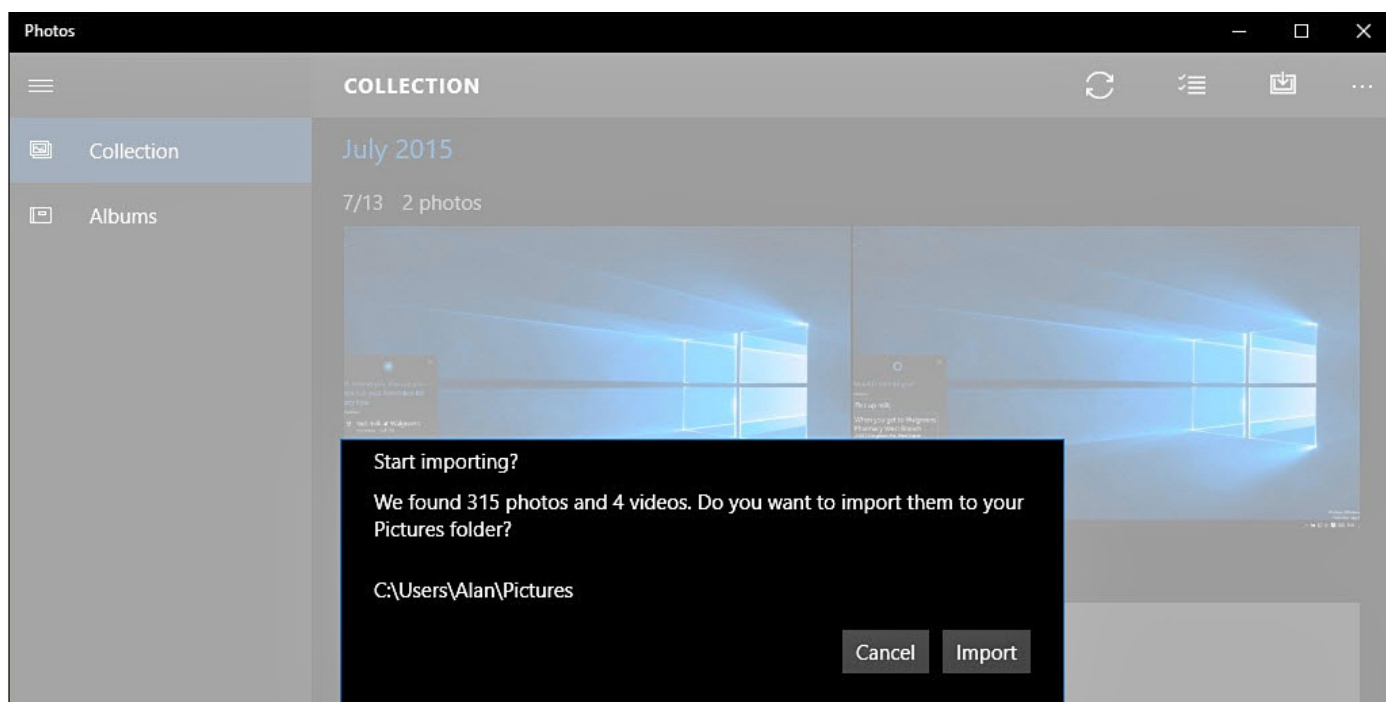 Photos
COLLECTION
Collection
Albums
July 2015
7/13 2 photos
Start importing?
We found 315 photos and 4 videos. Do you want to import them to your
Pictures folder?
C:\Users\Alan\Pictures
Cancel Import